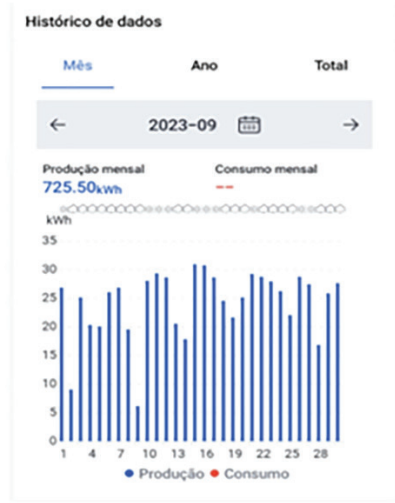 Histórico de dados
Mês Ano Total
← 2023-09 →
Produção mensal Consumo mensal
725.50kWh --
kWh
35
30
25
20
15
10
5
0
1 4 7 10 13 16 19 22 25 28
Produção Consumo